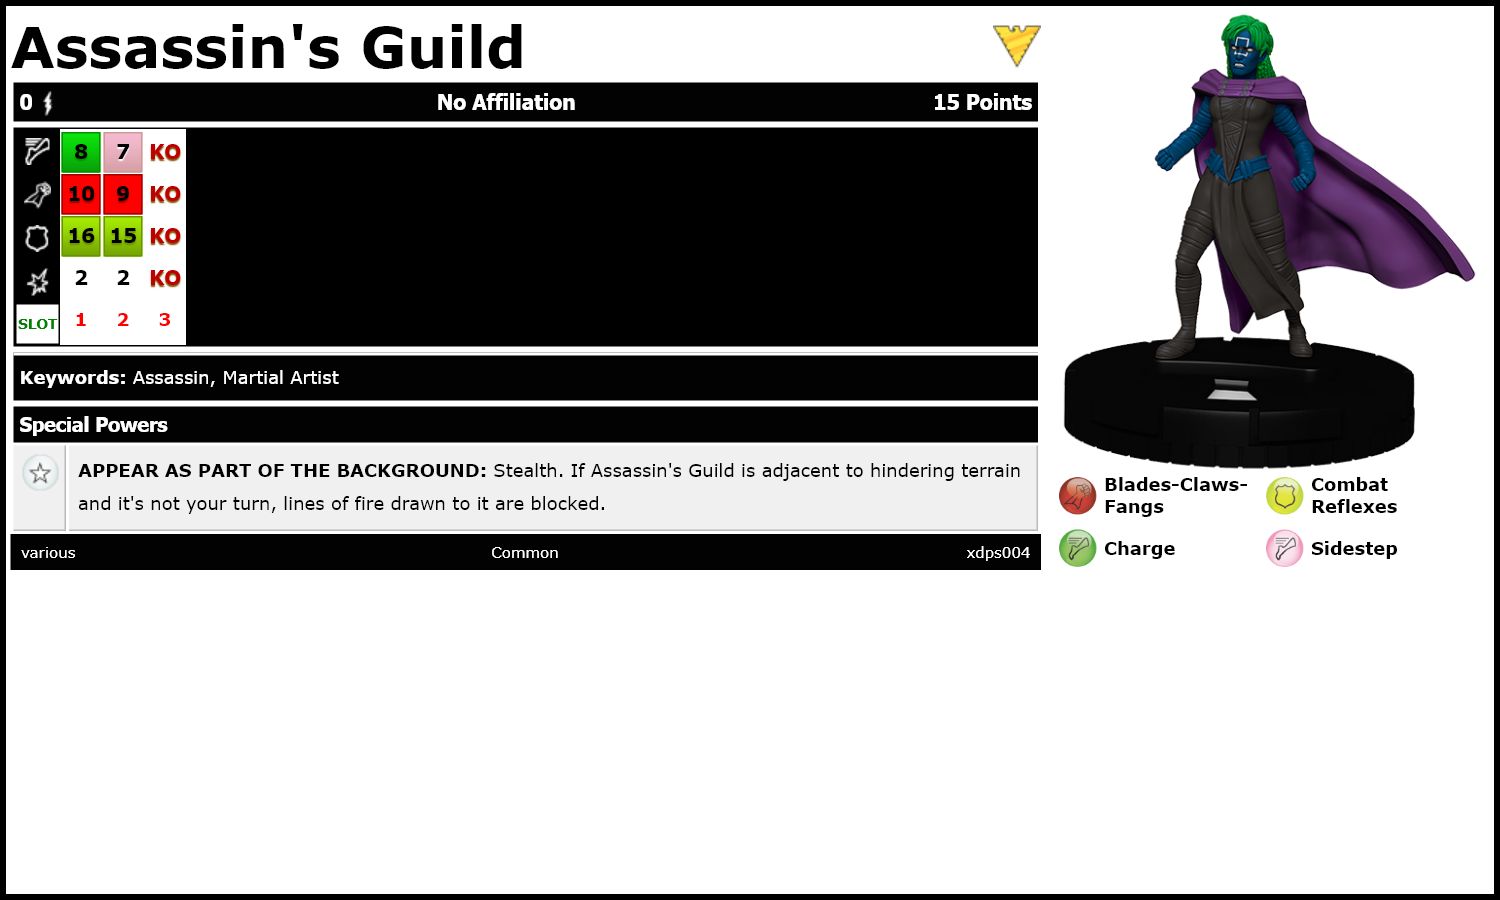 Assassin's Guild
0 No Affiliation 15 Points
8 7 KO
10 9 KO
16 15 KO
2 2 KO
SLOT 1 2 3
Keywords: Assassin, Martial Artist
Special Powers
APPEAR AS PART OF THE BACKGROUND: Stealth. If Assassin's Guild is adjacent to hindering terrain
and it's not your turn, lines of fire drawn to it are blocked.
various Common xdps004
Blades-Claws-
Fangs
Combat
Reflexes
Charge
Sidestep